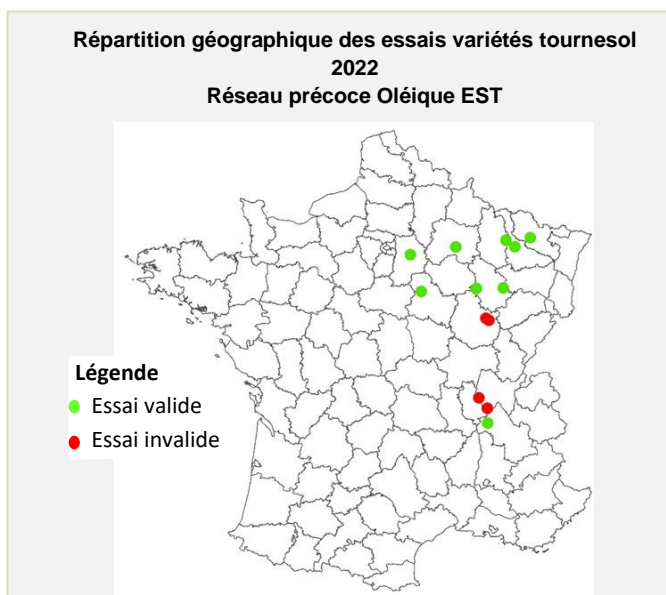 Répartition géographique des essais variétés tournesol
2022
Réseau précoce Oléique EST
Légende
Essai valide
Essai invalide